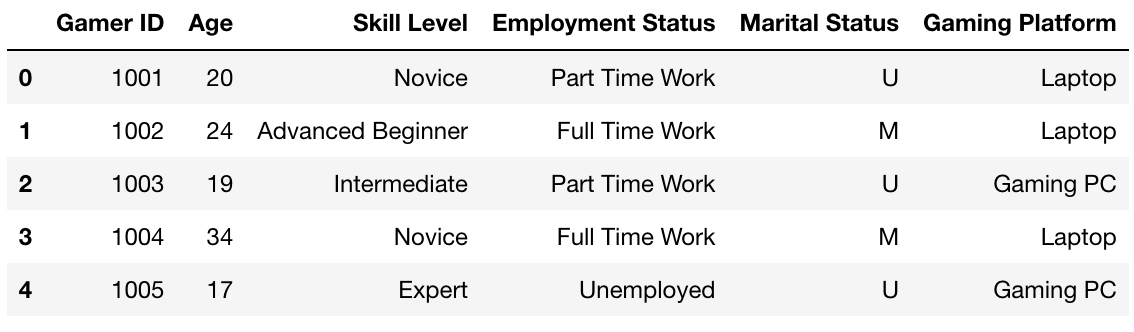 Gamer ID Age Skill Level Employment Status Marital Status Gaming Platform
0 1001 20 Novice Part Time Work U Laptop
1 1002 24 Advanced Beginner Full Time Work M Laptop
2 1003 19 Intermediate Part Time Work U Gaming PC
3 1004 34 Novice Full Time Work M Laptop
4 1005 17 Expert Unemployed U Gaming PC